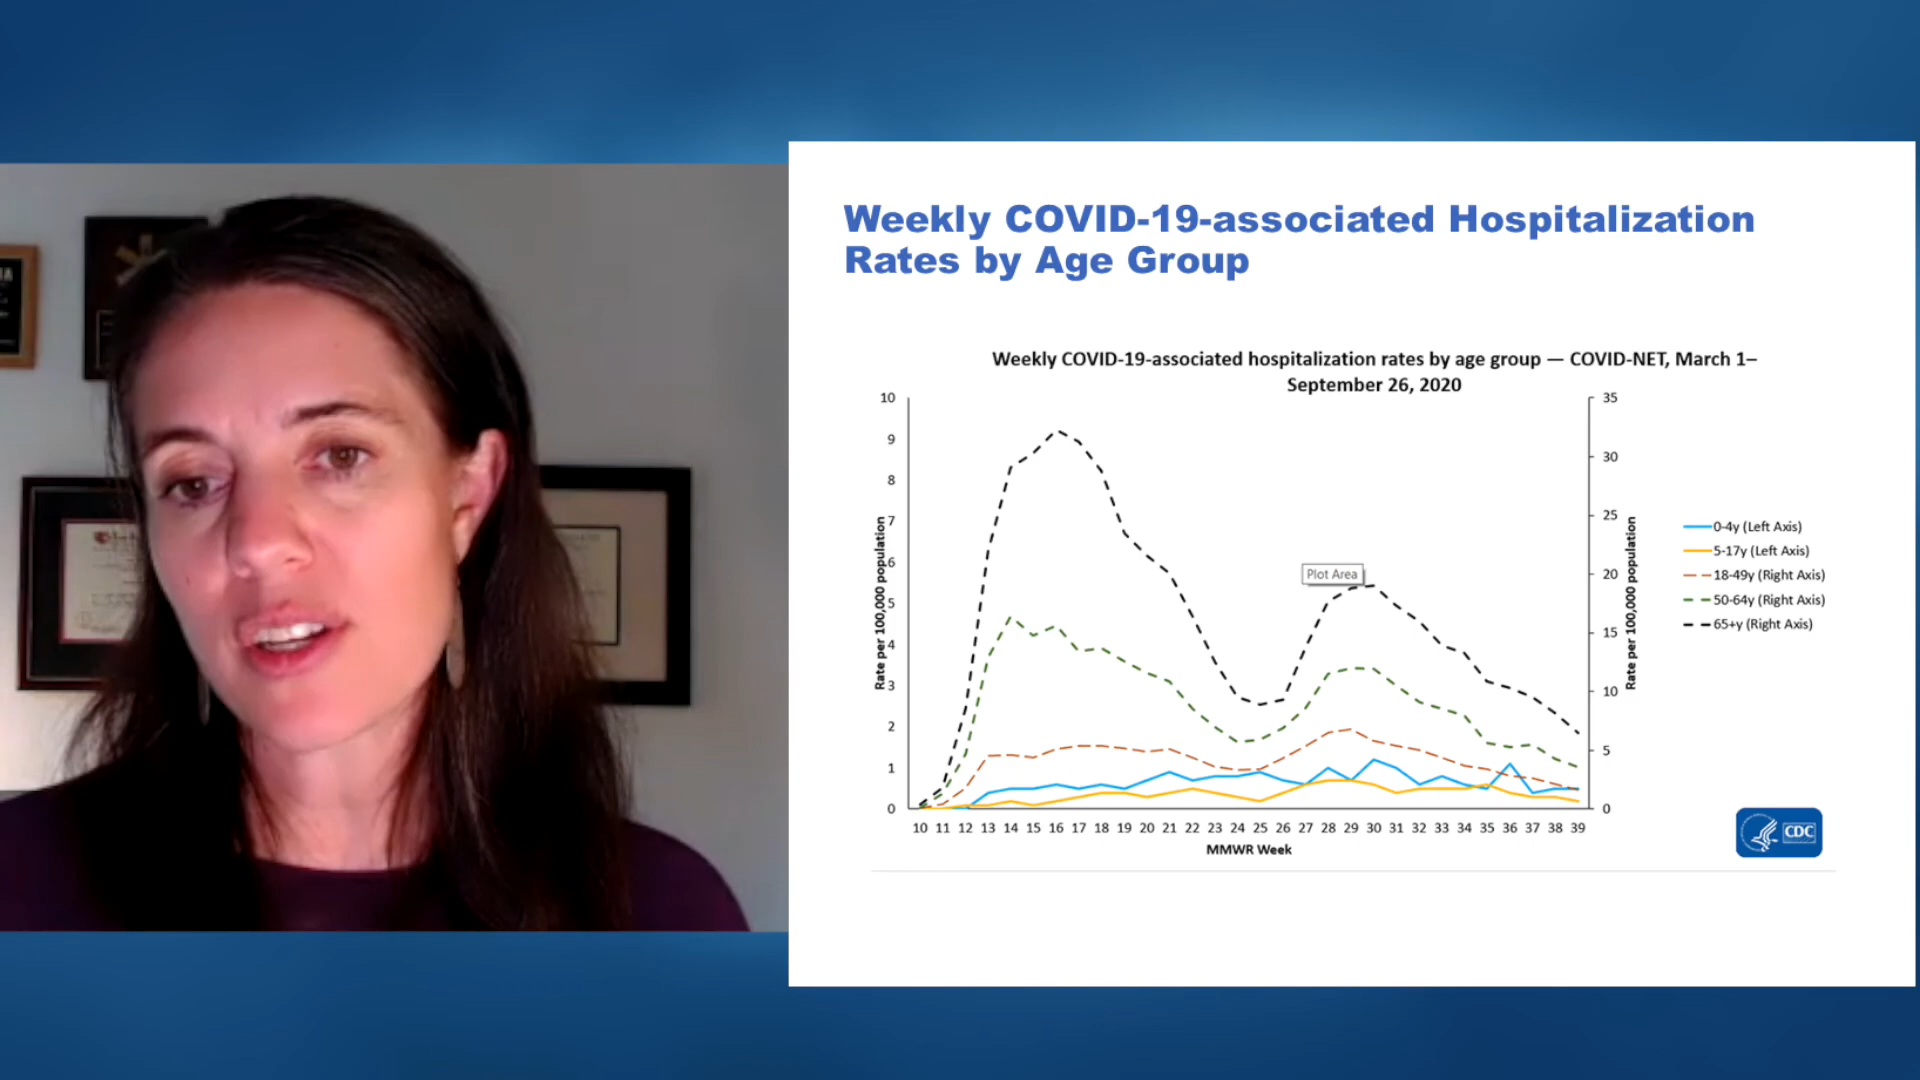 Weekly COVID-19-associated Hospitalization
Rates by Age Group
Weekly COVID-19-associated hospitalization rates by age group — COVID-NET, March 1–
September 26, 2020
10
9
8
7
6
5
4
3
2
1
0
Rate per 100,000 population
35
30
25
20
15
10
5
0
Rate per 100,000 population
Plot Area
0-4y (Left Axis)
5-17y (Left Axis)
18-49y (Right Axis)
50-64y (Right Axis)
65+y (Right Axis)
10 11 12 13 14 15 16 17 18 19 20 21 22 23 24 25 26 27 28 29 30 31 32 33 34 35 36 37 38 39
MMWR Week
CDC